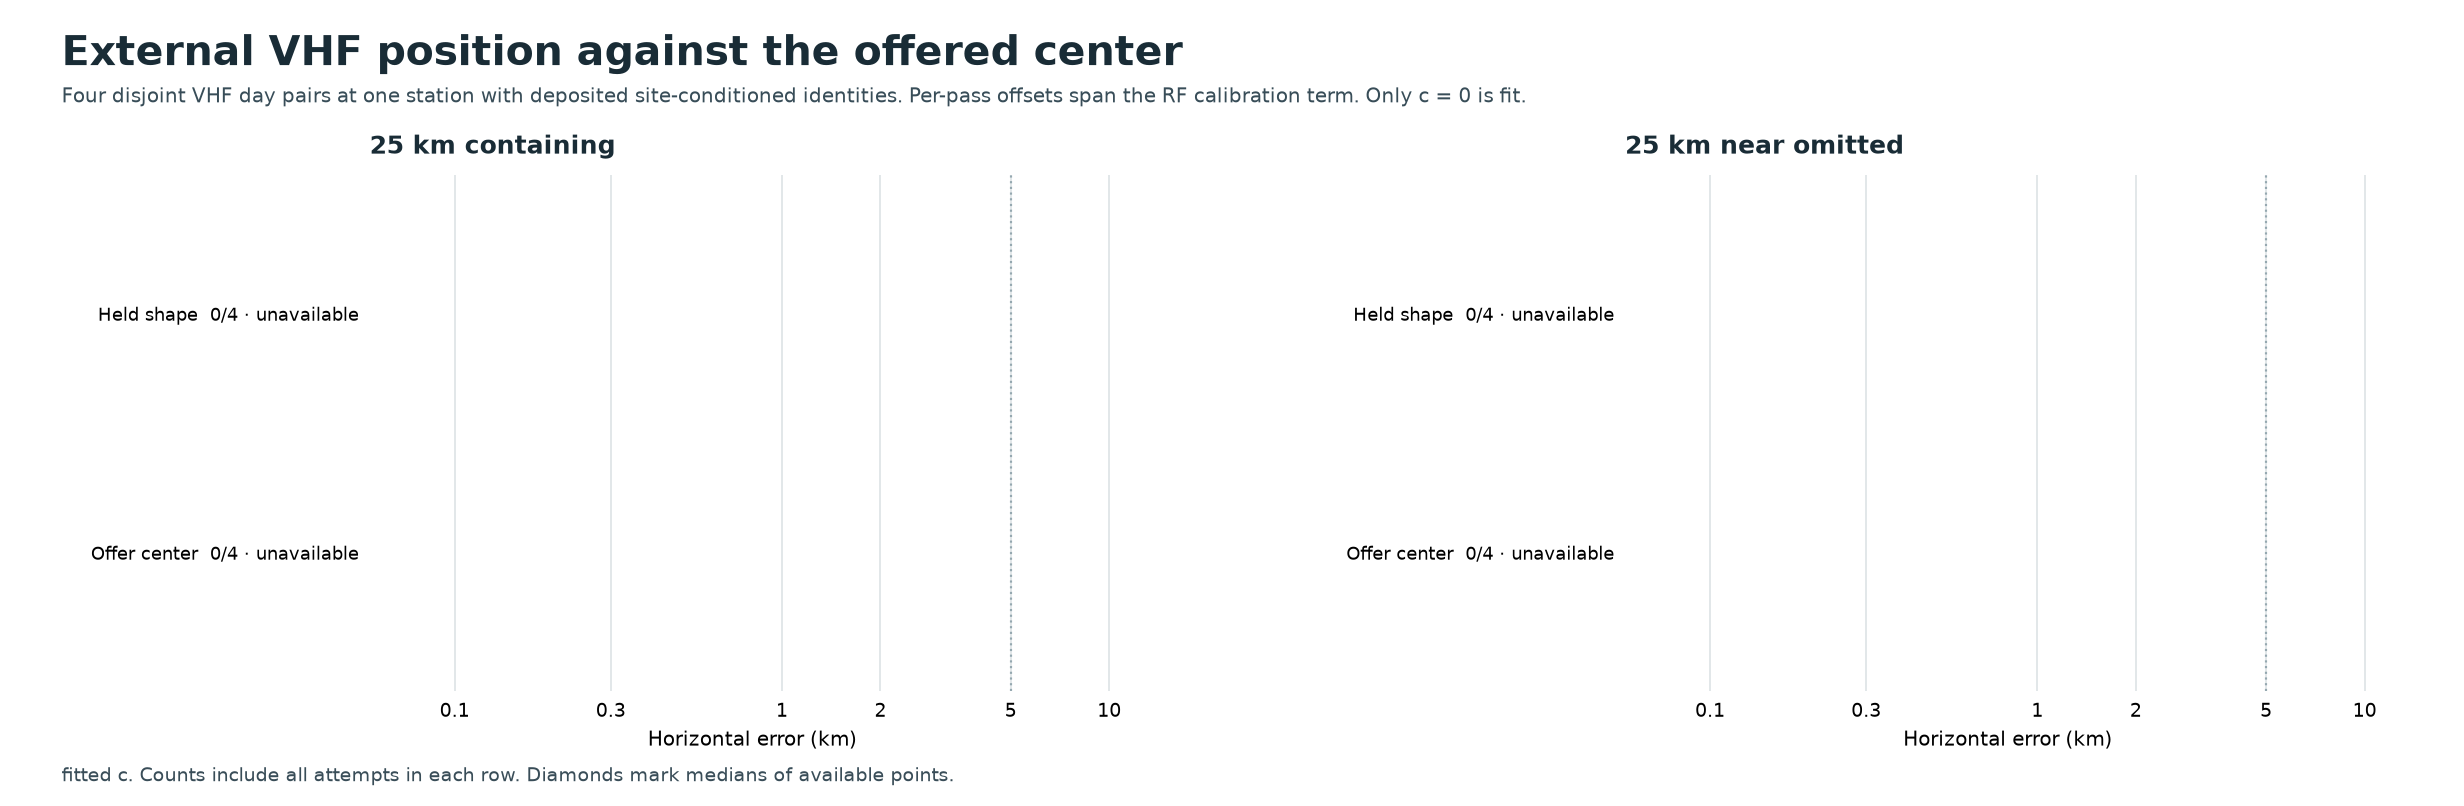 External VHF position against the offered center
Four disjoint VHF day pairs at one station with deposited site-conditioned identities. Per-pass offsets span the RF calibration term. Only c = 0 is fit.
25 km containing
Held shape 0/4 · unavailable
Offer center 0/4 · unavailable
0.1 0.3 1 2 5 10
Horizontal error (km)
25 km near omitted
Held shape 0/4 · unavailable
Offer center 0/4 · unavailable
0.1 0.3 1 2 5 10
Horizontal error (km)
fitted c. Counts include all attempts in each row. Diamonds mark medians of available points.